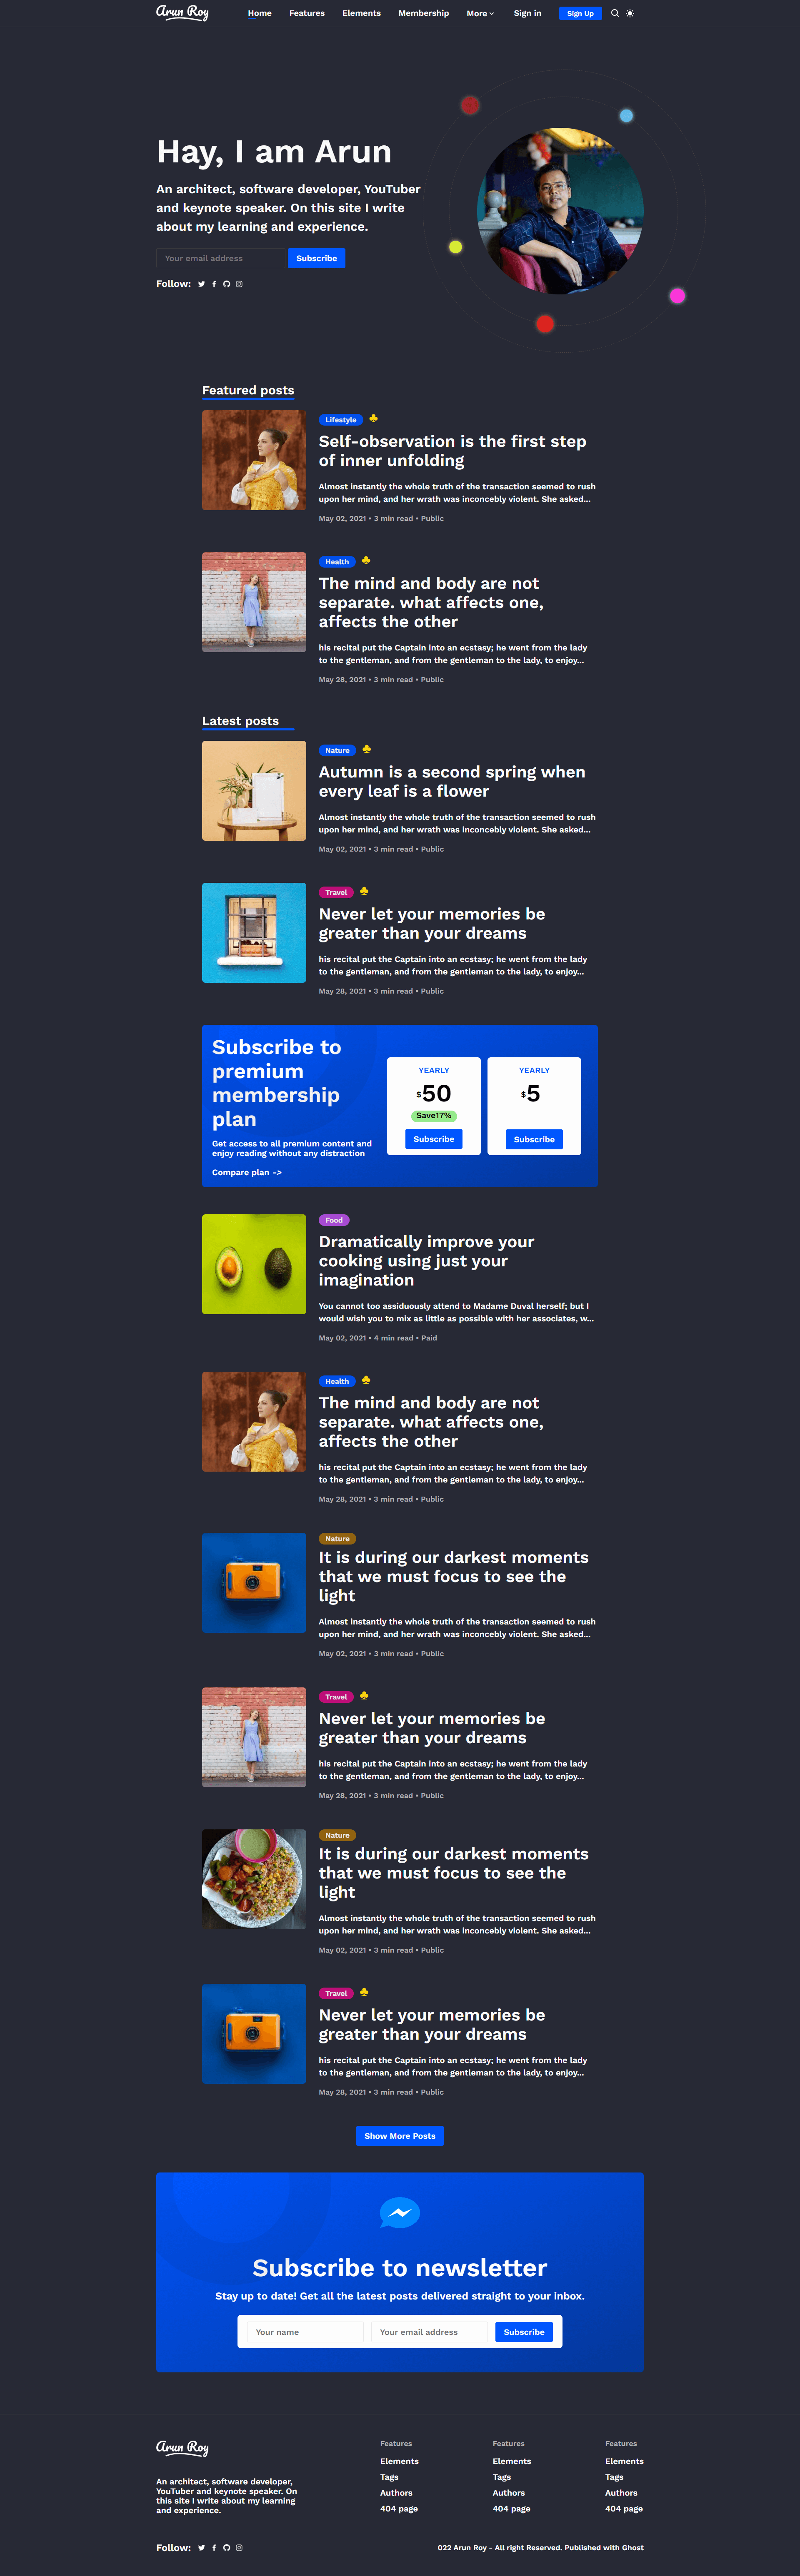 Arun Roy
Home Features Elements Membership More Sign in Sign Up
Hay, I am Arun
An architect, software developer, YouTuber
and keynote speaker. On this site I write
about my learning and experience.
Your email address Subscribe
Follow:
Featured posts
Lifestyle
Self-observation is the first step
of inner unfolding
Almost instantly the whole truth of the transaction seemed to rush
upon her mind, and her wrath was inconcebly violent. She asked...
May 02, 2021 • 3 min read • Public
Health
The mind and body are not
separate. what affects one,
affects the other
his recital put the Captain into an ecstasy; he went from the lady
to the gentleman, and from the gentleman to the lady, to enjoy...
May 28, 2021 • 3 min read • Public
Latest posts
Nature
Autumn is a second spring when
every leaf is a flower
Almost instantly the whole truth of the transaction seemed to rush
upon her mind, and her wrath was inconcebly violent. She asked...
May 02, 2021 • 3 min read • Public
Travel
Never let your memories be
greater than your dreams
his recital put the Captain into an ecstasy; he went from the lady
to the gentleman, and from the gentleman to the lady, to enjoy...
May 28, 2021 • 3 min read • Public
Subscribe to
premium
membership
plan
Get access to all premium content and
enjoy reading without any distraction
Compare plan ->
YEARLY
$50
Save17%
Subscribe
YEARLY
$5
Subscribe
Food
Dramatically improve your
cooking using just your
imagination
You cannot too assiduously attend to Madame Duval herself; but I
would wish you to mix as little as possible with her associates, w...
May 02, 2021 • 4 min read • Paid
Health
The mind and body are not
separate. what affects one,
affects the other
his recital put the Captain into an ecstasy; he went from the lady
to the gentleman, and from the gentleman to the lady, to enjoy...
May 28, 2021 • 3 min read • Public
Nature
It is during our darkest moments
that we must focus to see the
light
Almost instantly the whole truth of the transaction seemed to rush
upon her mind, and her wrath was inconcebly violent. She asked...
May 02, 2021 • 3 min read • Public
Travel
Never let your memories be
greater than your dreams
his recital put the Captain into an ecstasy; he went from the lady
to the gentleman, and from the gentleman to the lady, to enjoy...
May 28, 2021 • 3 min read • Public
Nature
It is during our darkest moments
that we must focus to see the
light
Almost instantly the whole truth of the transaction seemed to rush
upon her mind, and her wrath was inconcebly violent. She asked...
May 02, 2021 • 3 min read • Public
Travel
Never let your memories be
greater than your dreams
his recital put the Captain into an ecstasy; he went from the lady
to the gentleman, and from the gentleman to the lady, to enjoy...
May 28, 2021 • 3 min read • Public
Show More Posts
Subscribe to newsletter
Stay up to date! Get all the latest posts delivered straight to your inbox.
Your name Your email address Subscribe
Arun Roy
An architect, software developer,
YouTuber and keynote speaker. On
this site I write about my learning
and experience.
Features
Elements
Tags
Authors
404 page
Features
Elements
Tags
Authors
404 page
Features
Elements
Tags
Authors
404 page
Follow:
022 Arun Roy - All right Reserved. Published with Ghost